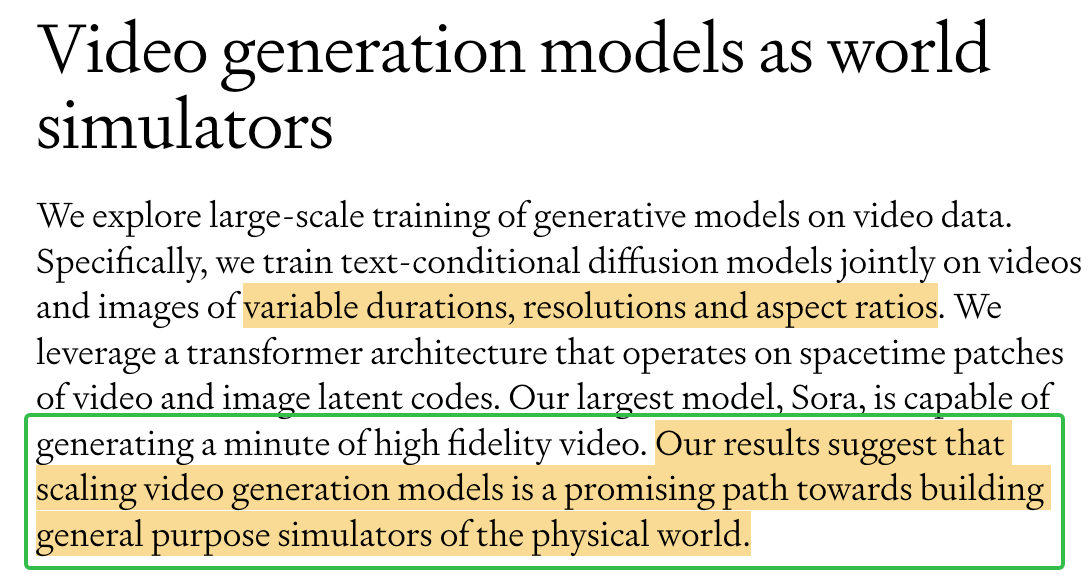 Video generation models as world
simulators
We explore large-scale training of generative models on video data.
Specifically, we train text-conditional diffusion models jointly on videos
and images of variable durations, resolutions and aspect ratios. We
leverage a transformer architecture that operates on spacetime patches
of video and image latent codes. Our largest model, Sora, is capable of
generating a minute of high fidelity video. Our results suggest that
scaling video generation models is a promising path towards building
general purpose simulators of the physical world.